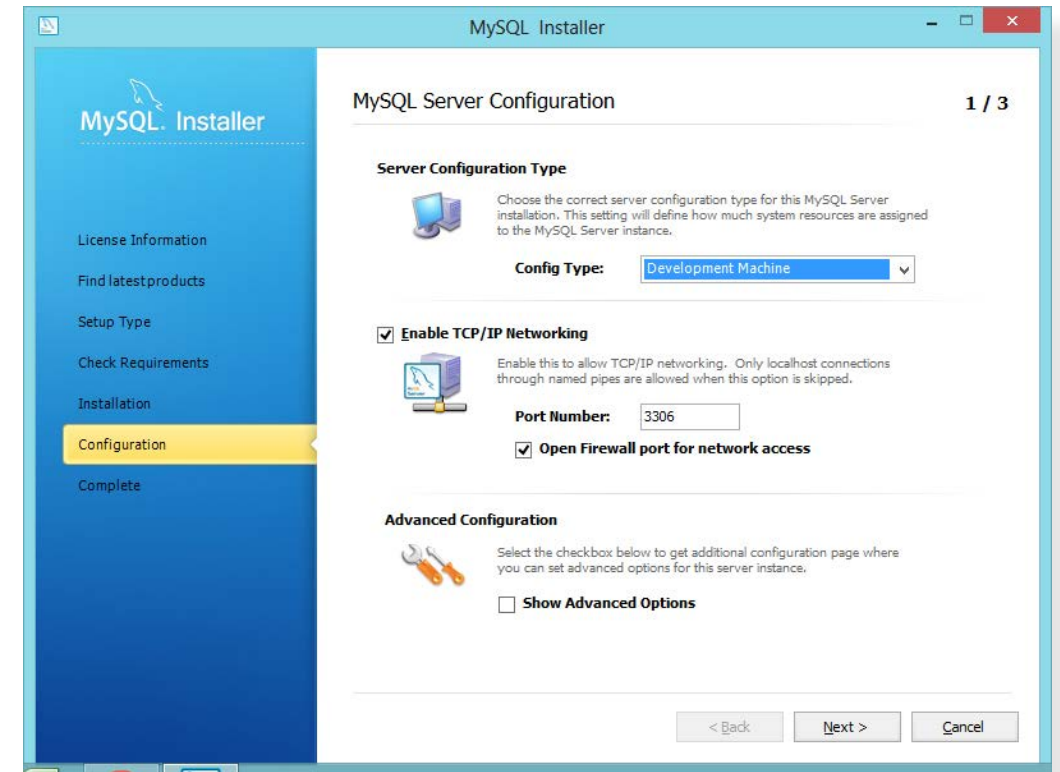 MySQL Installer
MySQL. Installer
License Information
Find latest products
Setup Type
Check Requirements
Installation
Configuration
Complete
MySQL Server Configuration
1 / 3
Server Configuration Type
Choose the correct server configuration type for this MySQL Server
installation. This setting will define how much system resources are assigned
to the MySQL Server instance.
Config Type: Development Machine
Enable TCP/IP Networking
Enable this to allow TCP/IP networking. Only localhost connections
through named pipes are allowed when this option is skipped.
Port Number: 3306
Open Firewall port for network access
Advanced Configuration
Select the checkbox below to get additional configuration page where
you can set advanced options for this server instance.
Show Advanced Options
< Back
Next >
Cancel